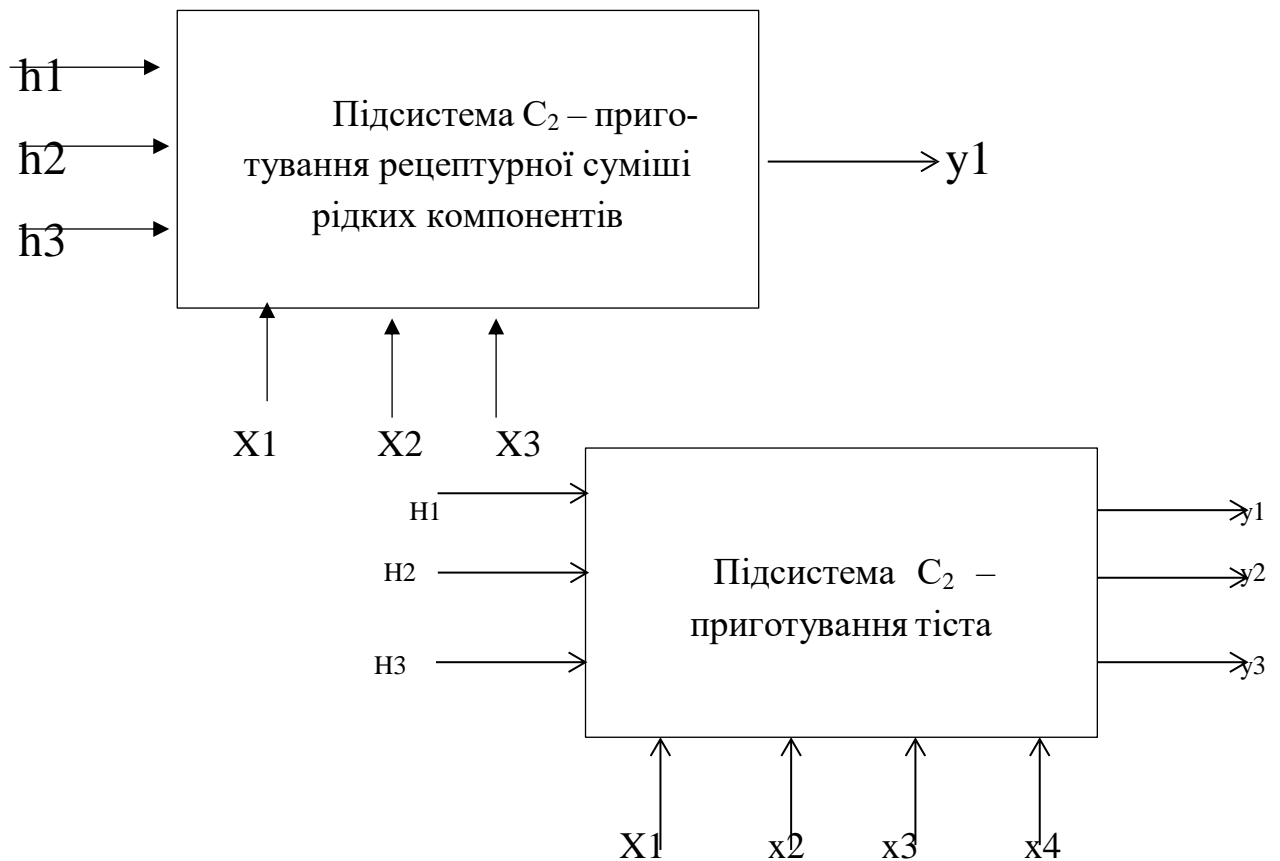 h1
h2
h3
Підсистема С₂ – приго-
тування рецептурної суміші
рідких компонентів
y1
X1 X2 X3
H1
H2
H3
Підсистема С₂ –
приготування тіста
y1
y2
y3
X1 x2 x3 x4